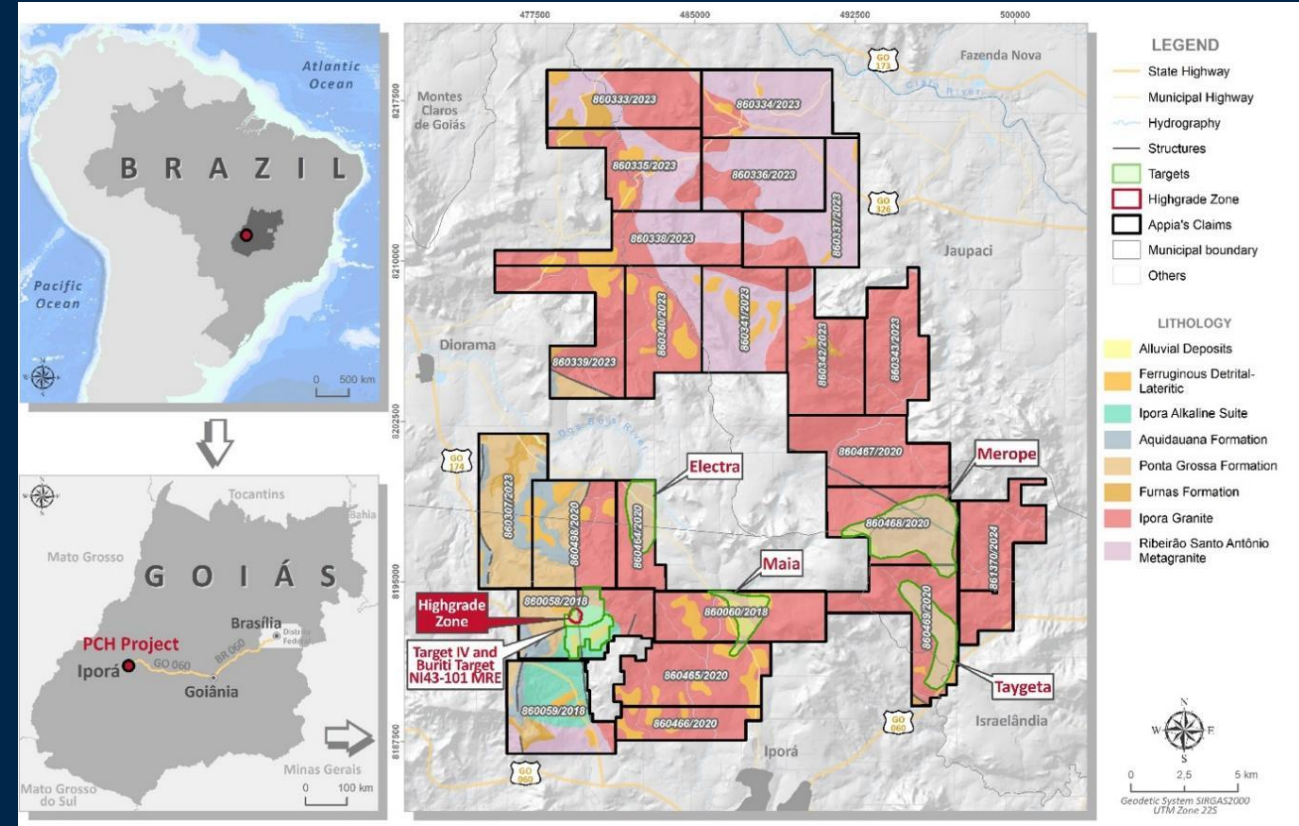 Atlantic
Ocean
BRAZIL
Pacific
Ocean
0 500 km
Tocantins
Bahia
Mato Grosso
GOIÁS
Brasília
Distrito
Federal
PCH Project
Iporá
GO 060
BR 060
Goiânia
Minas Gerais
Mato Grosso
do Sul
0 100 km
477500 485000 492500 500000
8217500
8210000
8202500
8195000
8187500
GO
173
Fazenda Nova
Montes
Claros
de Goiás
860333/2023
860334/2023
860335/2023
860336/2023
860337/2023
GO
326
860338/2023
Jaupaci
860339/2023
860340/2023
860341/2023
860342/2023
860343/2023
Diorama
GO
174
860467/2020
Electra
Merope
860307/2023
860498/2020
860464/2020
860468/2020
861370/2024
Maia
860058/2018
860060/2018
860469/2020
Highgrade
Zone
Target IV and
Buriti Target
NI43-101 MRE
860465/2020
Taygeta
860059/2018
860466/2020
GO
060
Israelândia
Iporá
GO
060
LEGEND
State Highway
Municipal Highway
Hydrography
Structures
Targets
Highgrade Zone
Appia's Claims
Municipal boundary
Others
LITHOLOGY
Alluvial Deposits
Ferruginous Detrital-
Lateritic
Ipora Alkaline Suite
Aquidauana Formation
Ponta Grossa Formation
Furnas Formation
Ipora Granite
Ribeirão Santo Antônio
Metagranite
N
W E
S
0 2,5 5 km
Geodetic System SIRGAS2000
UTM Zone 22S